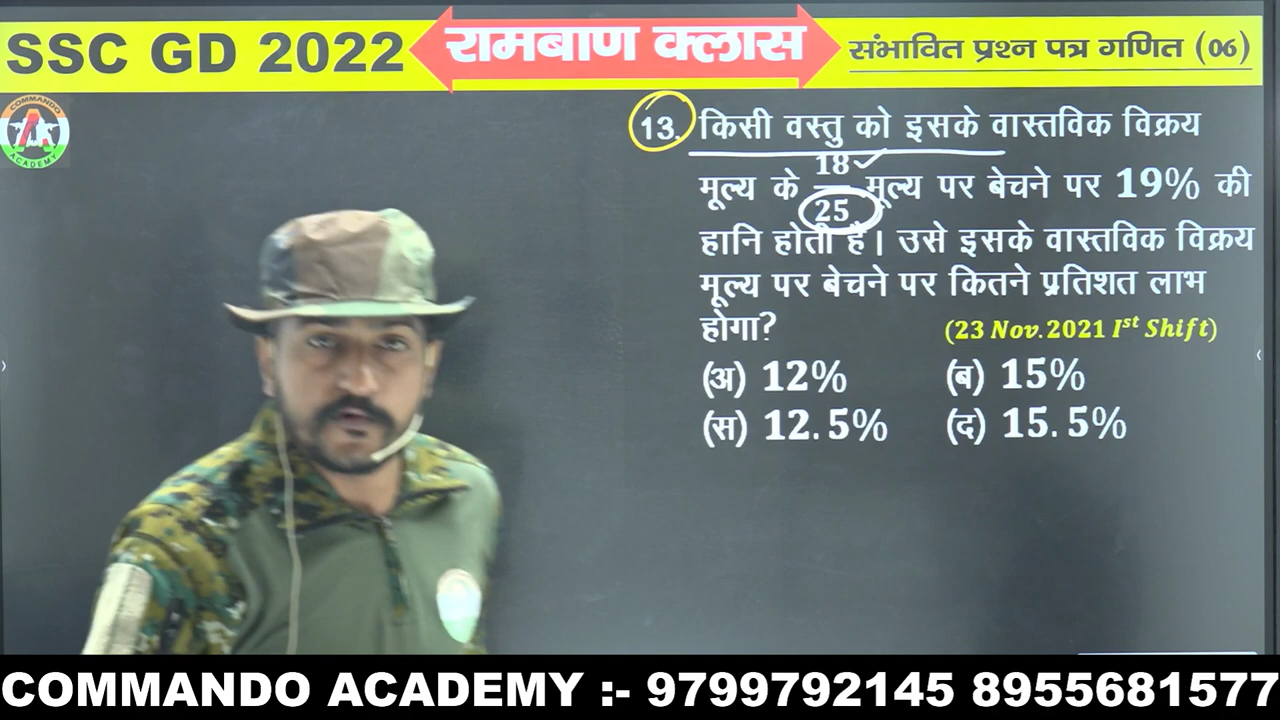 SSC GD 2022
रामबाण क्लास
संभावित प्रश्न पत्र गणित (06)
COMMANDO
ACADEMY
13. किसी वस्तु को इसके वास्तविक विक्रय
मूल्य के 18/25 मूल्य पर बेचने पर 19% की
हानि होती है। उसे इसके वास्तविक विक्रय
मूल्य पर बेचने पर कितने प्रतिशत लाभ
होगा? (23 Nov.2021 Ist Shift)
(अ) 12% (ब) 15%
(स) 12.5% (द) 15.5%
COMMANDO ACADEMY :- 9799792145 8955681577